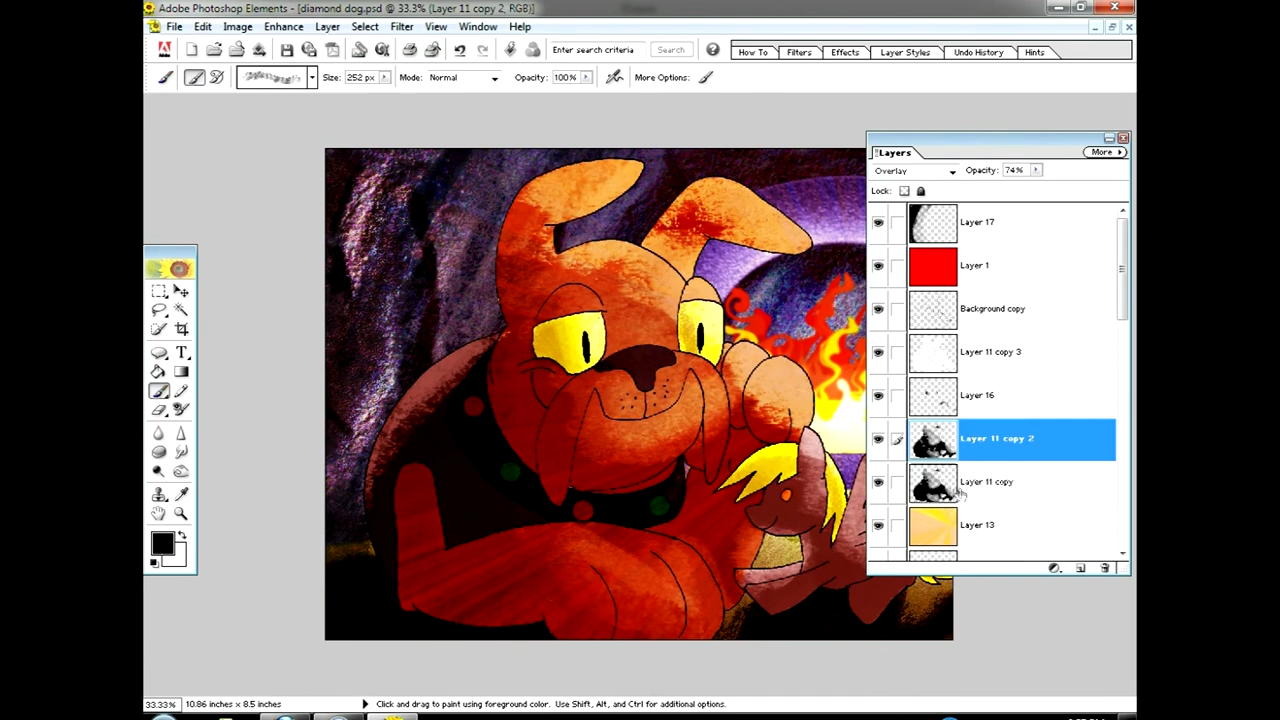 Adobe Photoshop Elements - [diamond dog.psd @ 33.3% (Layer 11 copy 2, RGB)]
File Edit Image Enhance Layer Select Filter View Window Help
Enter search criteria Search How To Filters Effects Layer Styles Undo History Hints
Size: 252 px Mode: Normal Opacity: 100% More Options:
Layers More
Overlay Opacity: 74%
Lock:
Layer 17
Layer 1
Background copy
Layer 11 copy 3
Layer 16
Layer 11 copy 2
Layer 11 copy
Layer 13
T
33.33% 10.86 inches x 8.5 inches Click and drag to paint using foreground color. Use Shift, Alt, and Ctrl for additional options.